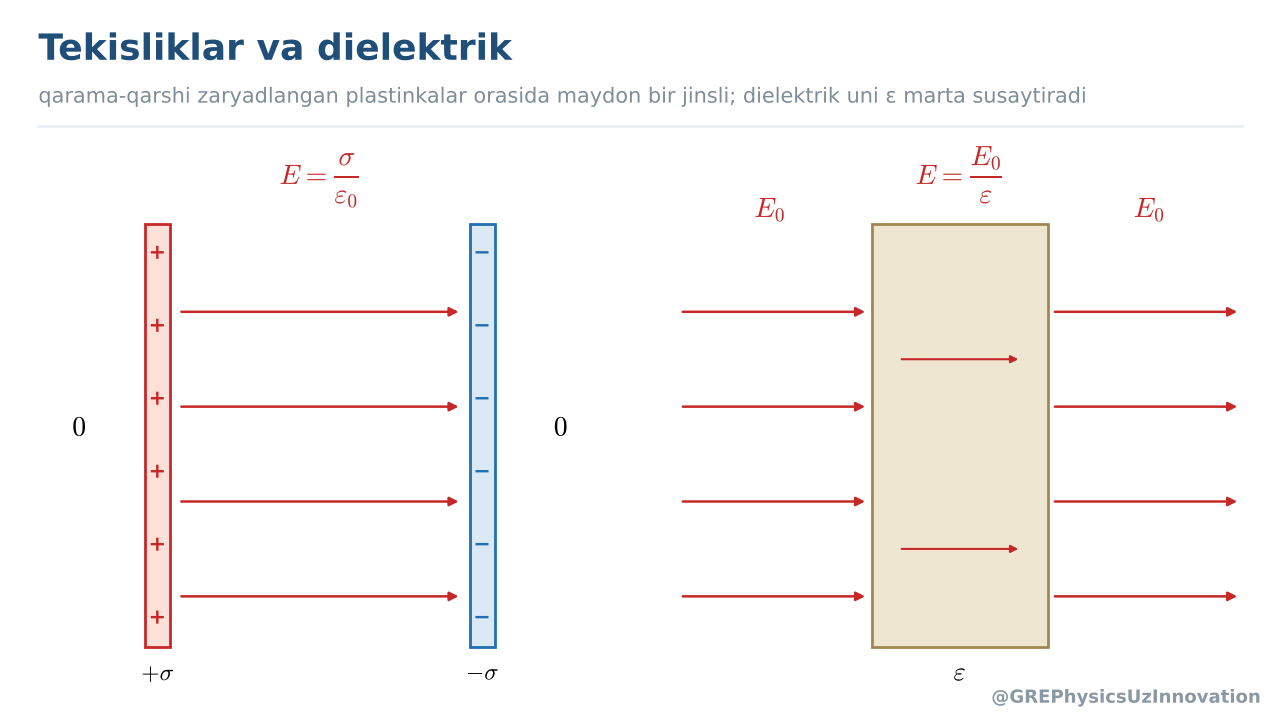 Tekisliklar va dielektrik
qarama-qarshi zaryadlangan plastinkalar orasida maydon bir jinsli; dielektrik uni ε marta susaytiradi
E = σ/ε₀
E = E₀/ε
E₀
E₀
+ −
+ −
+ −
0
0
+ −
+ −
+ −
+σ
−σ
ε
@GREPhysicsUzInnovation